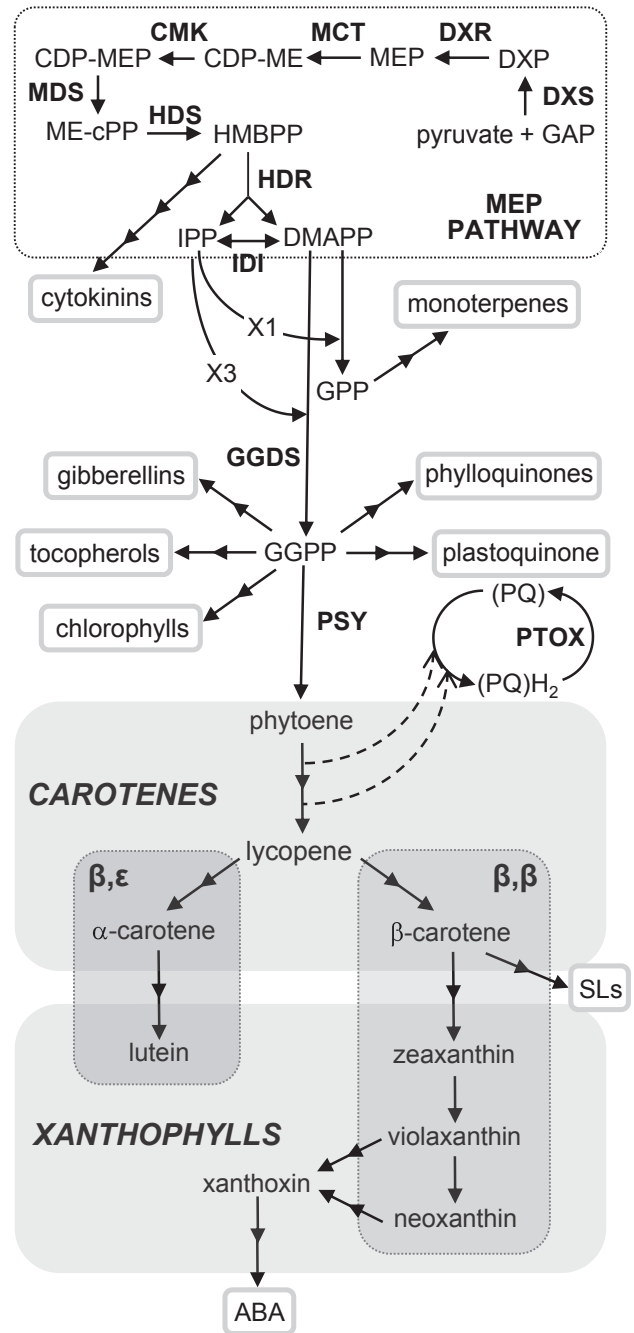 CMK MCT DXR
CDP-MEP CDP-ME MEP DXP
MDS HDS DXS
ME-cPP HMBPP pyruvate + GAP
HDR
MEP
PATHWAY
IPP DMAPP
IDI
cytokinins
monoterpenes
X1
X3
GPP
GGDS
gibberellins phylloquinones
tocopherols GGPP plastoquinone
chlorophylls
PSY
(PQ)
PTOX
(PQ)H2
phytoene
CAROTENES
lycopene
β,ε β,β
α-carotene β-carotene
SLs
lutein zeaxanthin
XANTHOPHYLLS
violaxanthin
xanthoxin
neoxanthin
ABA